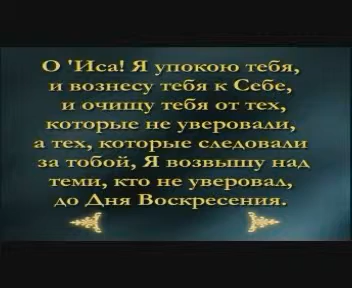 О 'Иса! Я упокою тебя,
и вознесу тебя к Себе,
и очищу тебя от тех,
которые не уверовали,
а тех, которые следовали
за тобой, Я возвышу над
теми, кто не уверовал,
до Дня Воскресения.